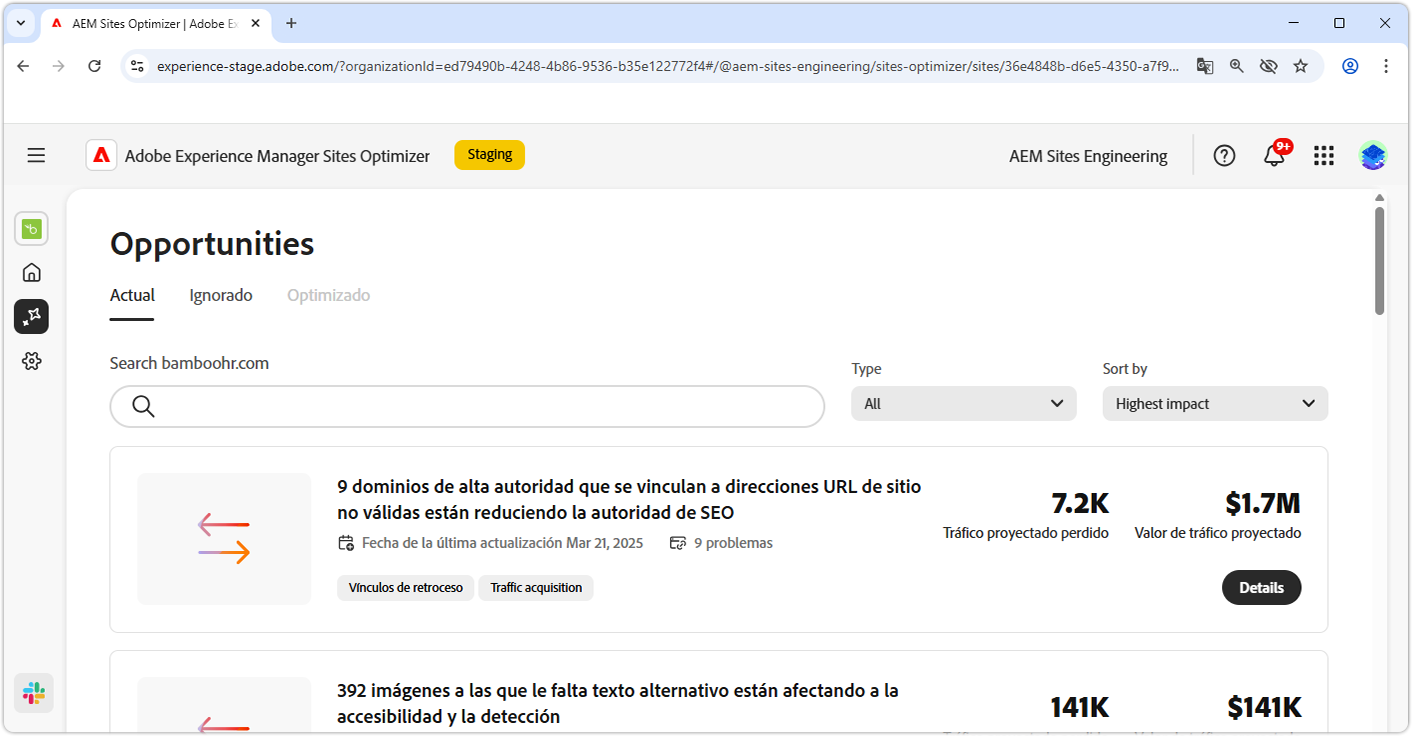 AEM Sites Optimizer | Adobe Ex
experience-stage.adobe.com/?organizationId=ed79490b-4248-4b86-9536-b35e122772f4#/@aem-sites-engineering/sites-optimizer/sites/36e4848b-d6e5-4350-a7f9...
Adobe Experience Manager Sites Optimizer
Staging
AEM Sites Engineering
9+
Opportunities
Actual
Ignorado
Optimizado
Search bamboohr.com
Type
Sort by
All
Highest impact
9 dominios de alta autoridad que se vinculan a direcciones URL de sitio
no válidas están reduciendo la autoridad de SEO
7.2K
$1.7M
Tráfico proyectado perdido
Valor de tráfico proyectado
Fecha de la última actualización Mar 21, 2025
9 problemas
Vínculos de retroceso
Traffic acquisition
Details
392 imágenes a las que le falta texto alternativo están afectando a la
accesibilidad y la detección
141K
$141K